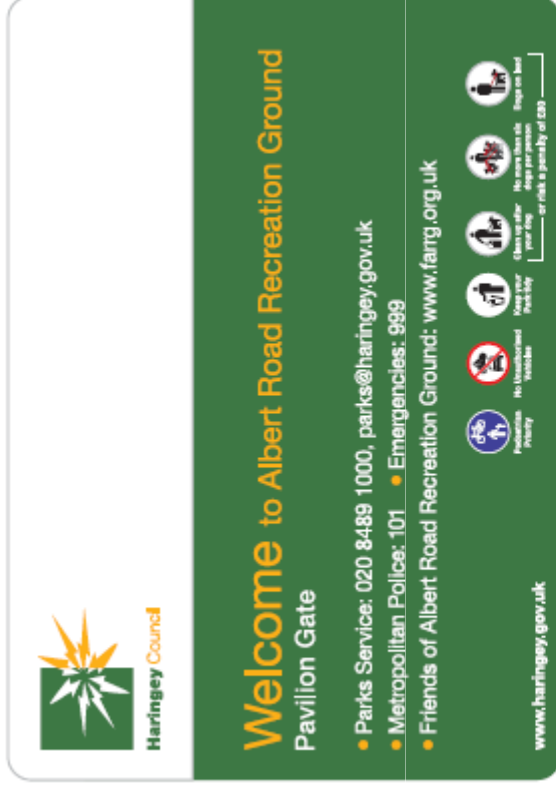 Haringey Council
Welcome to Albert Road Recreation Ground
Pavilion Gate
• Parks Service: 020 8489 1000, parks@haringey.gov.uk
• Metropolitan Police: 101 • Emergencies: 999
• Friends of Albert Road Recreation Ground: www.farrg.org.uk
www.haringey.gov.uk
Pedestrian
Priority
No Unauthorised
Vehicles
Keep your
Park tidy
Clean up after
your dog
No more than six
dogs per person
Dogs on lead
or risk a penalty of £80